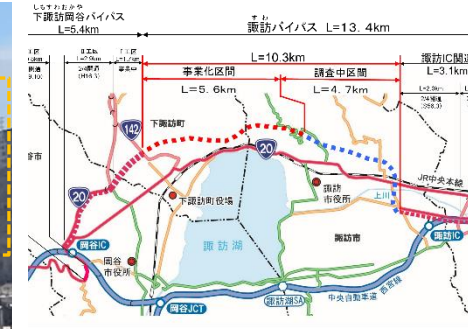 しもすわおかや
下諏訪岡谷バイパス
L=5.4km
すわ
諏訪バイパス L=13.4km
L=10.3km
諏訪IC関連
L=3.1km
事業化区間
調査中区間
L=5.6km
L=4.7km
142
下諏訪町
20
20
JR中央本線
下諏訪町役場
諏訪
市役所
上川
諏訪湖
諏訪市
諏訪IC
岡谷IC
岡谷
市役所
岡谷JCT
諏訪湖SA
中央自動車道 西宮線